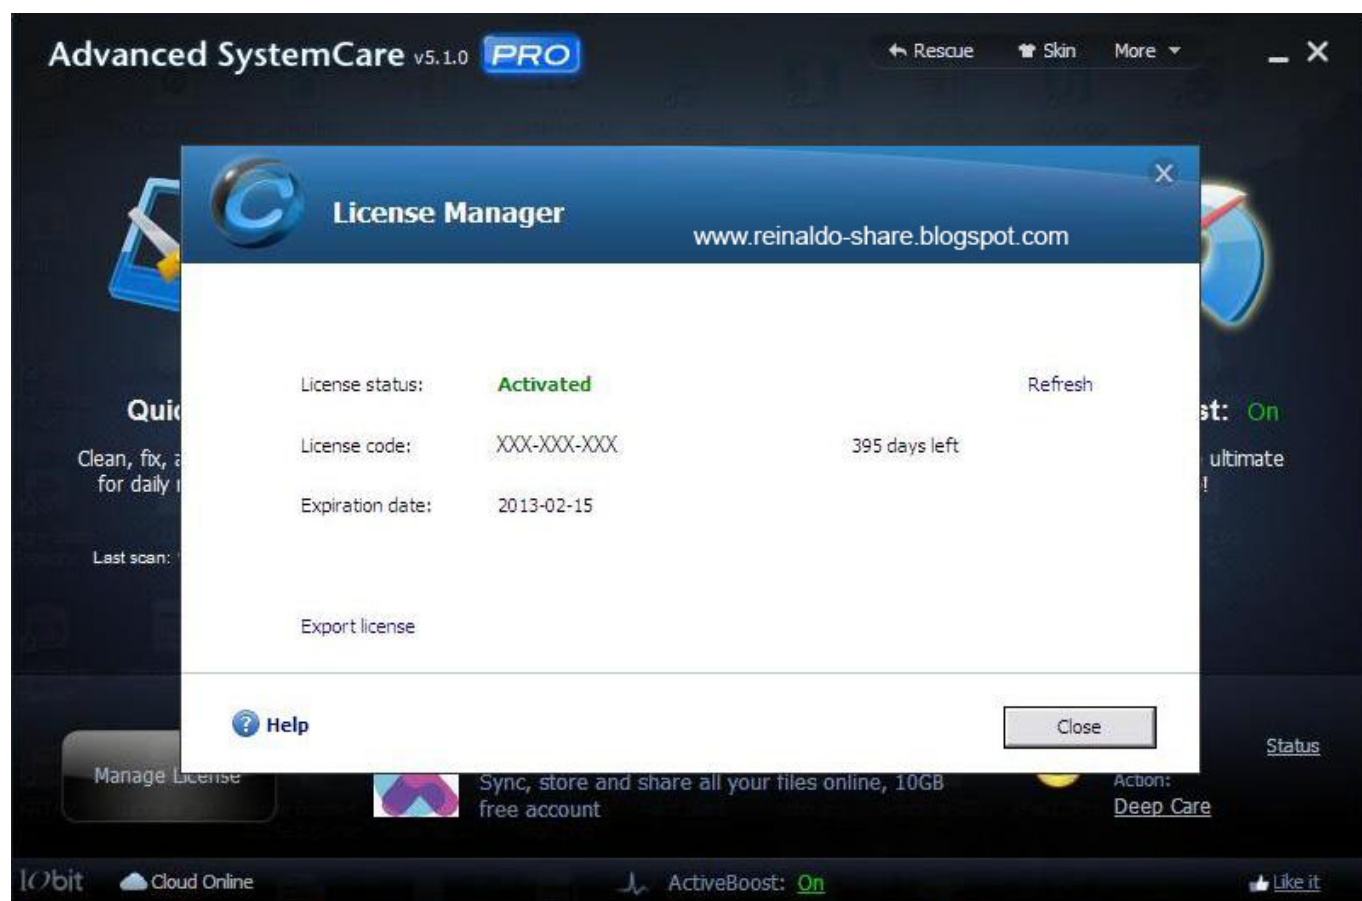 Advanced SystemCare v5.1.0 PRO
Rescue Skin More
License Manager
www.reinaldo-share.blogspot.com
License status: Activated Refresh
Quic st: On
License code: XXX-XXX-XXX 395 days left
Clean, fix, ultimate
for daily !
Expiration date: 2013-02-15
Last scan:
Export license
Help Close
Status
Manage License
Sync, store and share all your files online, 10GB
free account
Action:
Deep Care
IObit Cloud Online ActiveBoost: On Like it